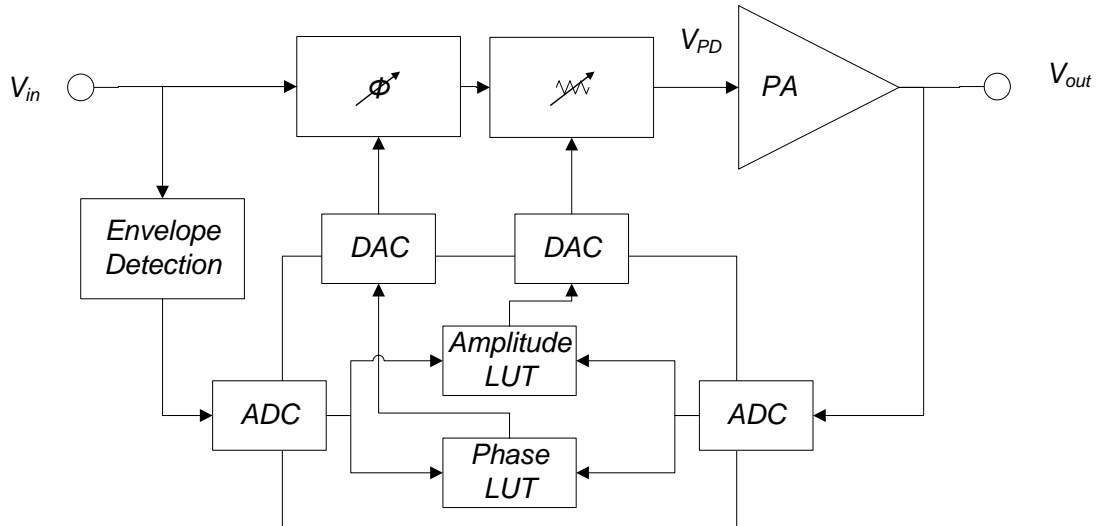 V_in
Φ
V_PD
PA
V_out
Envelope
Detection
DAC
DAC
Amplitude
LUT
ADC
ADC
Phase
LUT